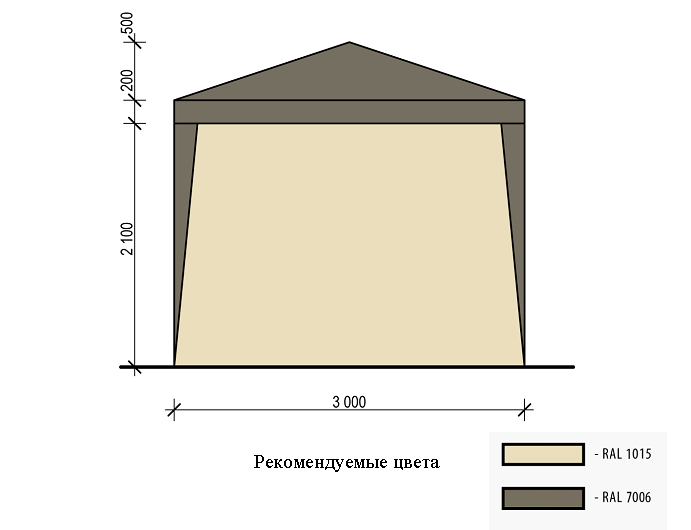 500
200
2 100
3 000
Рекомендуемые цвета
- RAL 1015
- RAL 7006